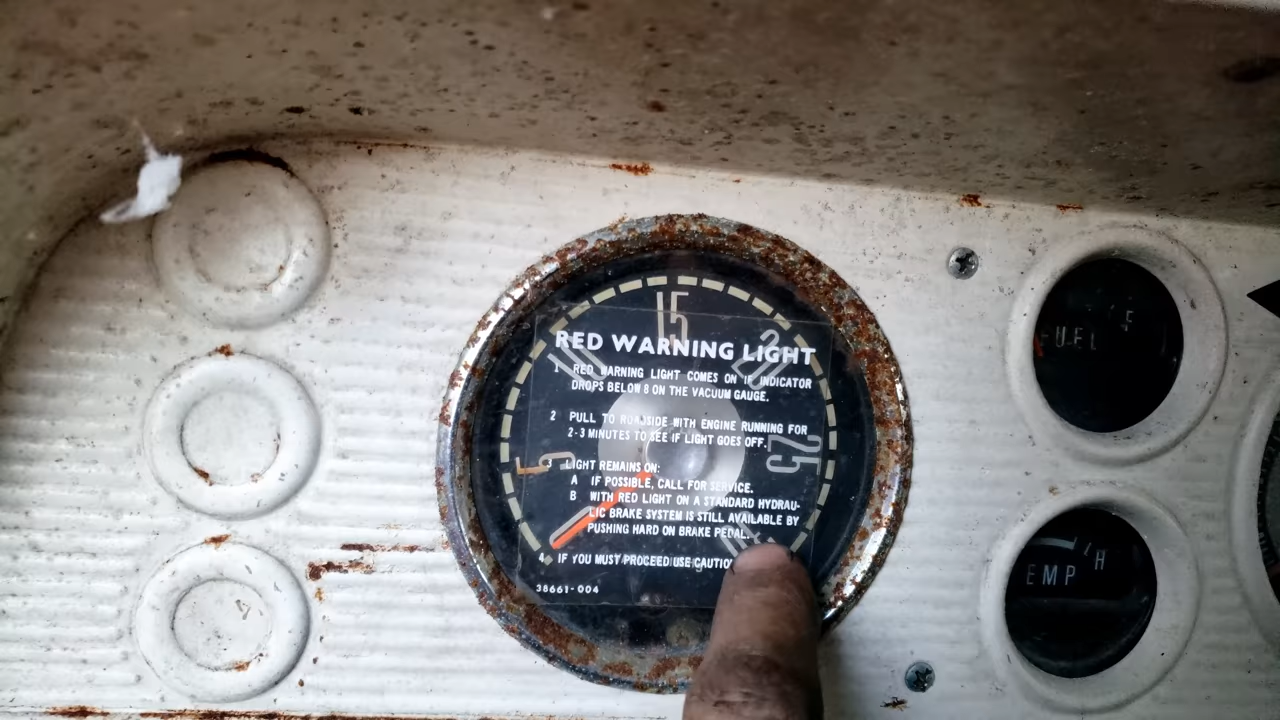 15
10
20
RED WARNING LIGHT
1 RED WARNING LIGHT COMES ON IF INDICATOR
DROPS BELOW 8 ON THE VACUUM GAUGE.
2 PULL TO ROADSIDE WITH ENGINE RUNNING FOR
2-3 MINUTES TO SEE IF LIGHT GOES OFF.
5
25
3 LIGHT REMAINS ON:
A IF POSSIBLE, CALL FOR SERVICE.
B WITH RED LIGHT ON A STANDARD HYDRAU-
LIC BRAKE SYSTEM IS STILL AVAILABLE BY
PUSHING HARD ON BRAKE PEDAL.
4 IF YOU MUST PROCEED USE CAUTION
38661-004
F
FUEL
H
EMP